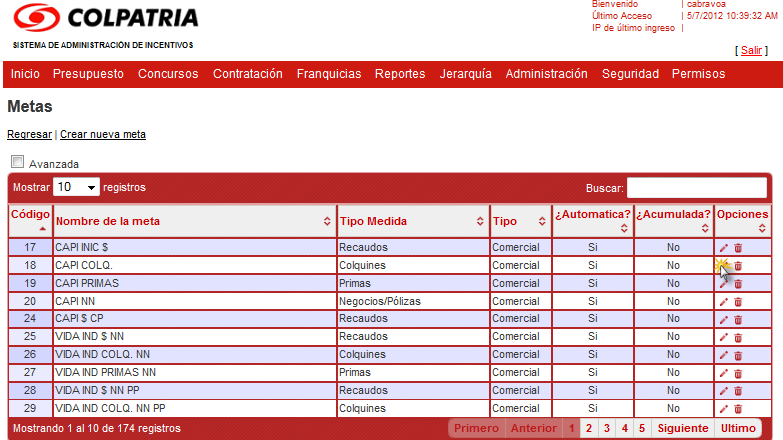 COLPATRIA
SISTEMA DE ADMINISTRACIÓN DE INCENTIVOS
Bienvenido | cabravoa
Último Acceso | 5/7/2012 10:39:32 AM
IP de último ingreso |
[ Salir ]
Inicio Presupuesto Concursos Contratación Franquicias Reportes Jerarquía Administración Seguridad Permisos
Metas
Regresar | Crear nueva meta
Avanzada
Mostrar 10 registros Buscar:
Código Nombre de la meta Tipo Medida Tipo ¿Automatica? ¿Acumulada? Opciones
17 CAPI INIC $ Recaudos Comercial Si No
18 CAPI COLQ. Colquines Comercial Si No
19 CAPI PRIMAS Primas Comercial Si No
20 CAPI NN Negocios/Pólizas Comercial Si No
24 CAPI $ CP Recaudos Comercial Si No
25 VIDA IND $ NN Recaudos Comercial Si No
26 VIDA IND COLQ. NN Colquines Comercial Si No
27 VIDA IND PRIMAS NN Primas Comercial Si No
28 VIDA IND $ NN PP Recaudos Comercial Si No
29 VIDA IND COLQ. NN PP Colquines Comercial Si No
Mostrando 1 al 10 de 174 registros Primero Anterior 1 2 3 4 5 Siguiente Ultimo